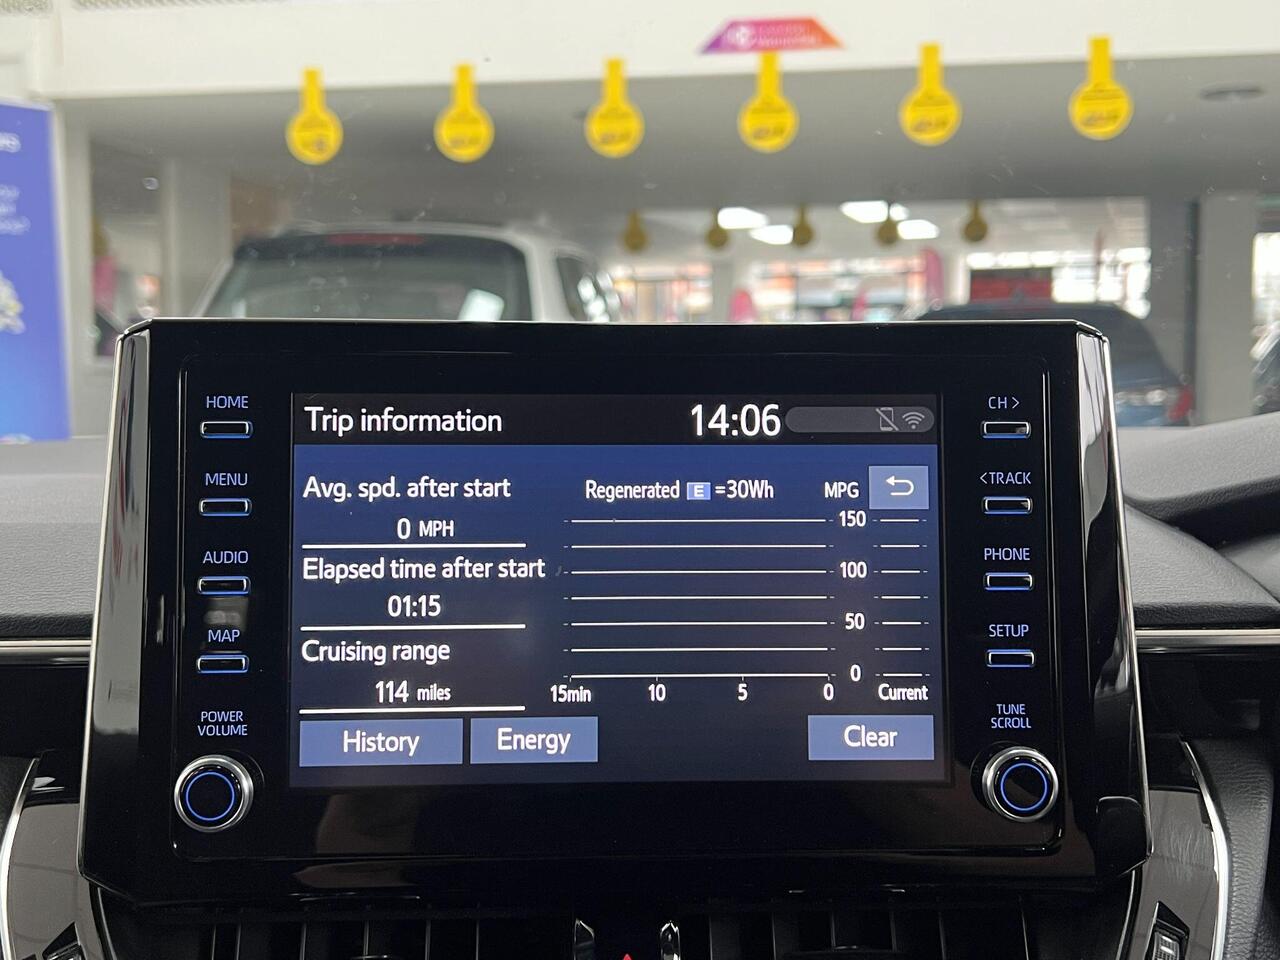 HOME
MENU
AUDIO
MAP
POWER
VOLUME
Trip information
14:06
Avg. spd. after start
0 MPH
Elapsed time after start
01:15
Cruising range
114 miles
Regenerated E =30Wh
MPG
150
100
50
0
15min 10 5 0 Current
History
Energy
Clear
CH >
< TRACK
PHONE
SETUP
TUNE
SCROLL